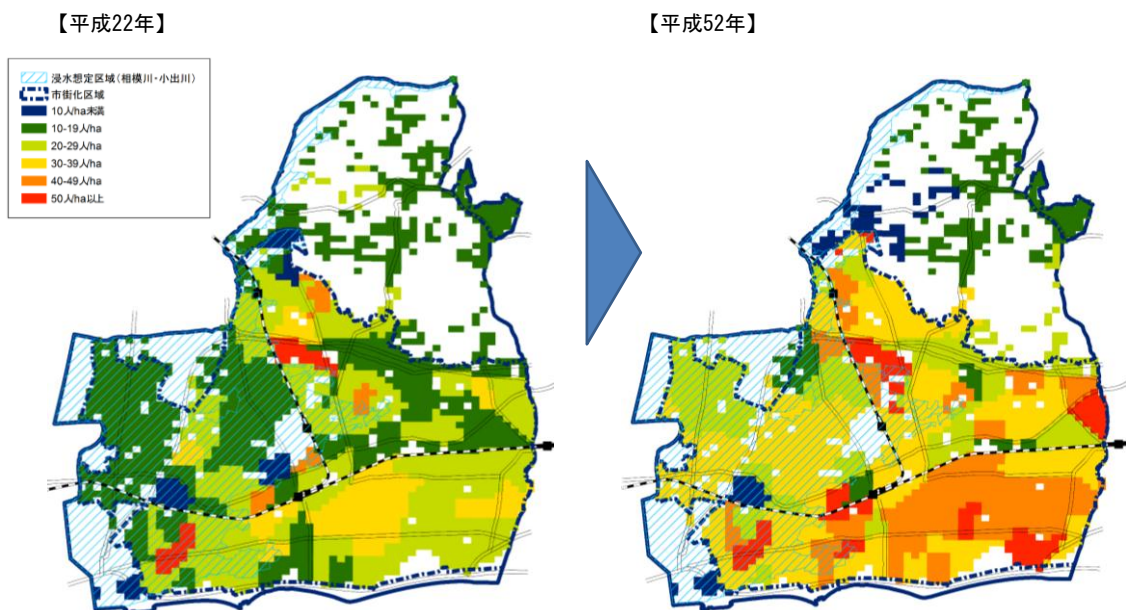 【平成22年】
【平成52年】
浸水想定区域(相模川・小出川)
市街化区域
10人/ha未満
10-19人/ha
20-29人/ha
30-39人/ha
40-49人/ha
50人/ha以上